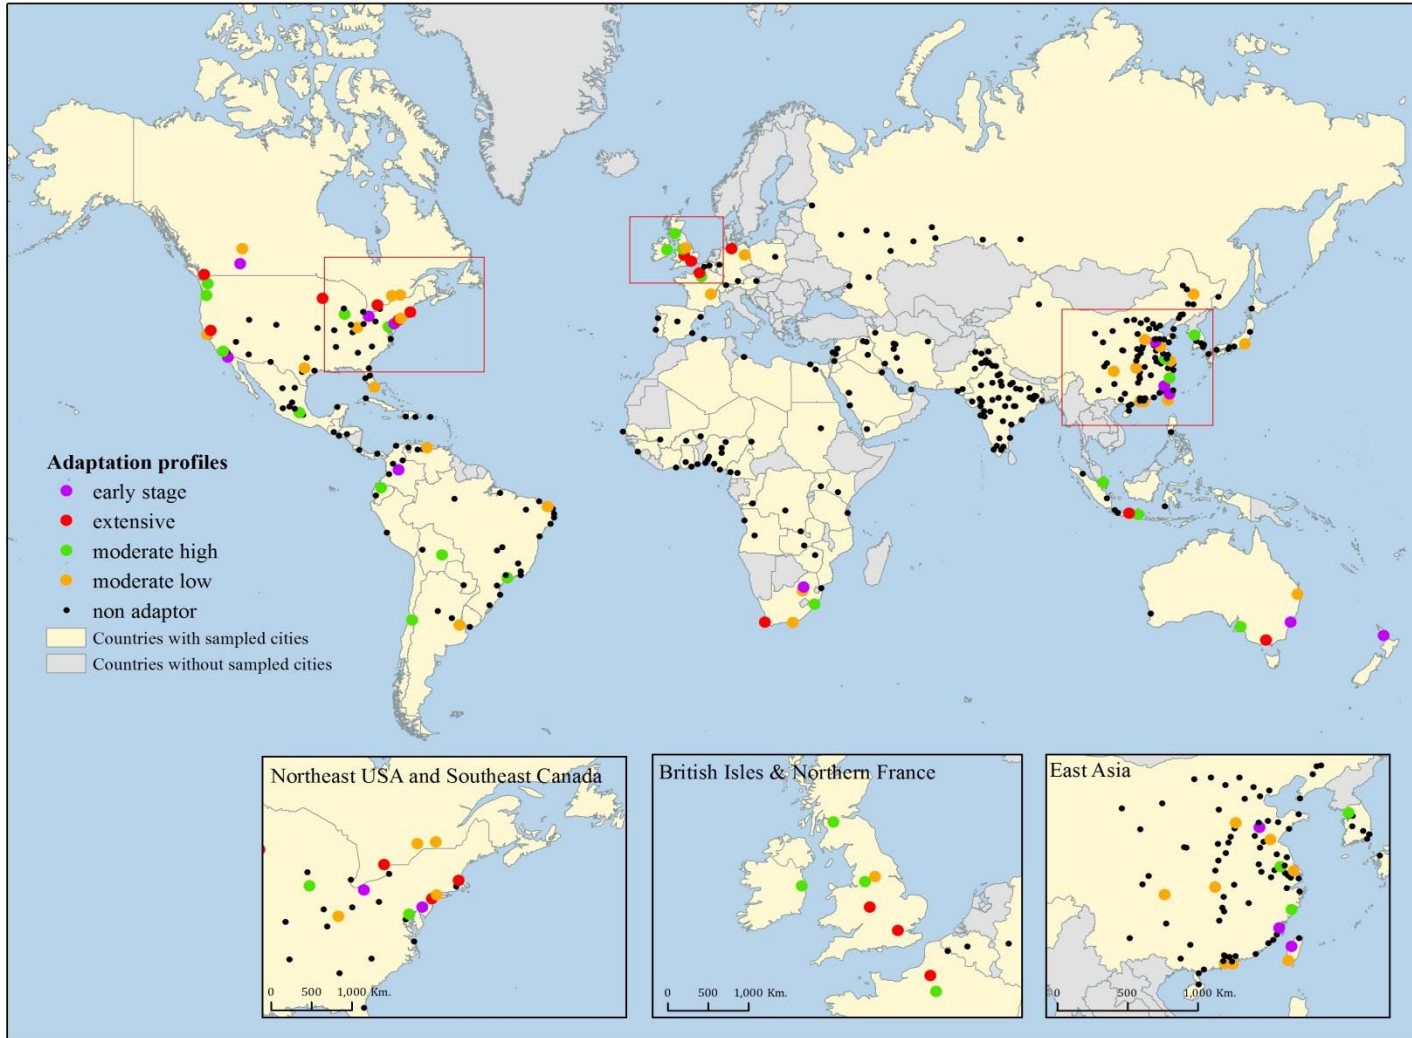 Adaptation profiles
early stage
extensive
moderate high
moderate low
non adaptor
Countries with sampled cities
Countries without sampled cities
Northeast USA and Southeast Canada
0 500 1,000 Km.
British Isles & Northern France
0 500 1,000 Km.
East Asia
0 500 1,000 Km.